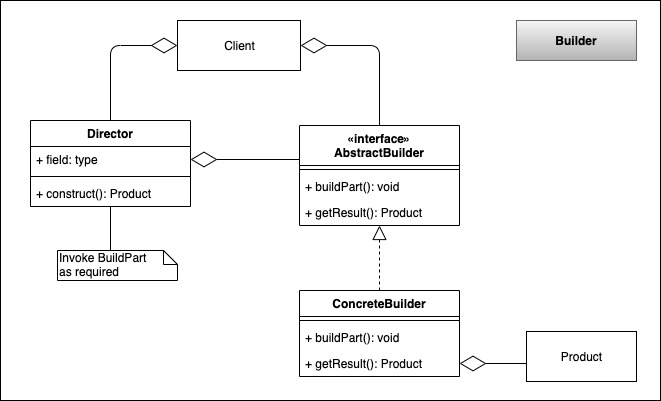 Client
Builder
Director
+ field: type
+ construct(): Product
«interface»
AbstractBuilder
+ buildPart(): void
+ getResult(): Product
Invoke BuildPart
as required
ConcreteBuilder
+ buildPart(): void
+ getResult(): Product
Product